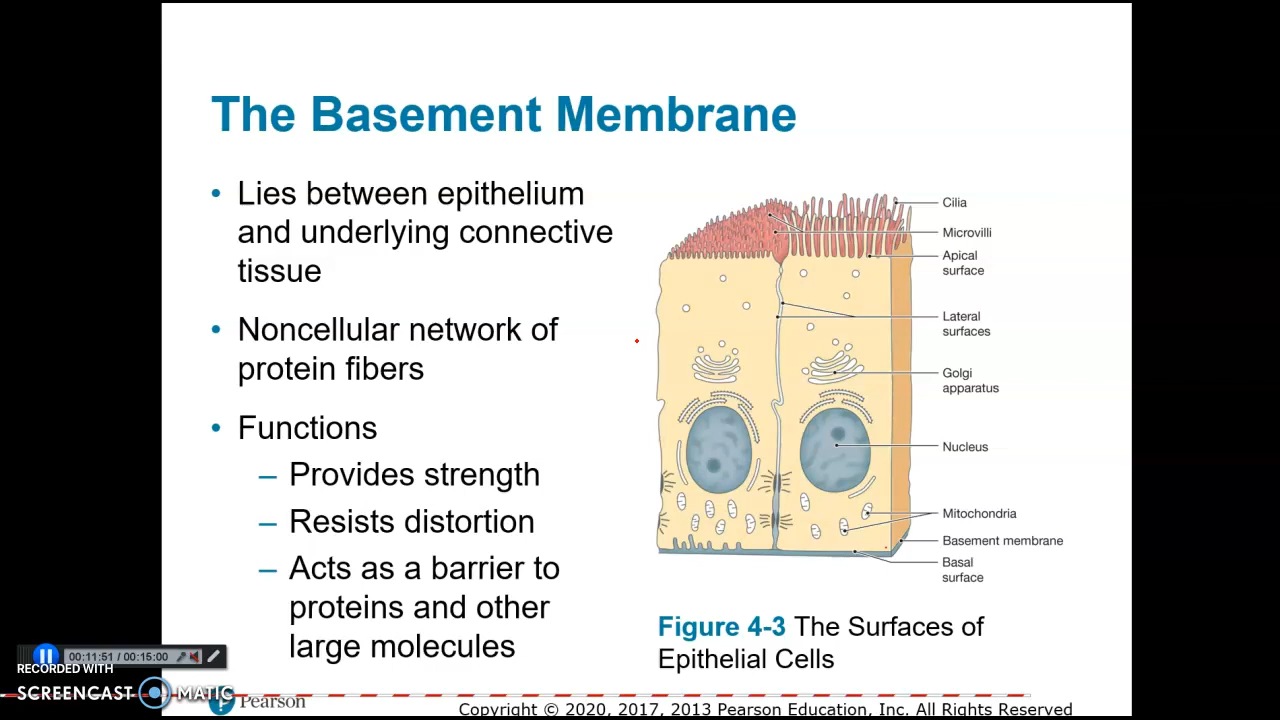 The Basement Membrane
• Lies between epithelium
and underlying connective
tissue
• Noncellular network of
protein fibers
• Functions
– Provides strength
– Resists distortion
– Acts as a barrier to
proteins and other
large molecules
Cilia
Microvilli
Apical
surface
Lateral
surfaces
Golgi
apparatus
Nucleus
Mitochondria
Basement membrane
Basal
surface
Figure 4-3 The Surfaces of
Epithelial Cells
00:11:51 / 00:15:00
RECORDED WITH
SCREENCAST MATIC
Pearson
Copyright © 2020, 2017, 2013 Pearson Education, Inc. All Rights Reserved